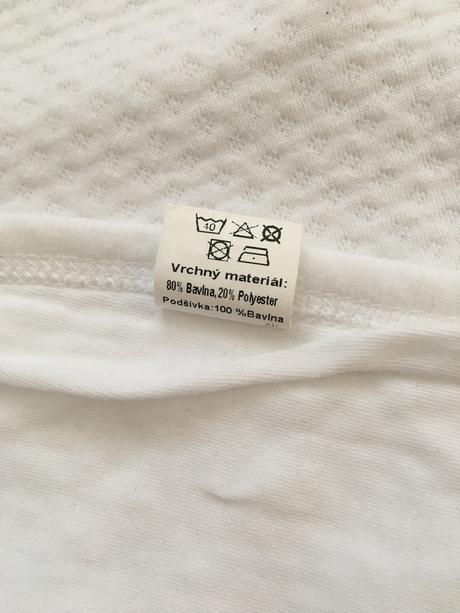 40
Vrchný materiál:
80% Bavlna,20% Polyester
Podšívka:100 %Bavlna